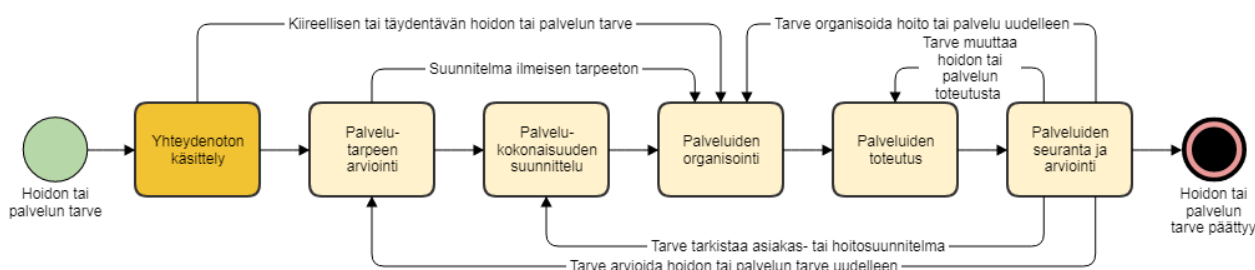 Kiireellisen tai täydentävän hoidon tai palvelun tarve
Tarve organisoida hoito tai palvelu uudelleen
Tarve muuttaa
hoidon tai
palvelun
toteutusta
Suunnitelma ilmeisen tarpeeton
Hoidon tai
palvelun tarve
Yhteydenoton
käsittely
Palvelu-
tarpeen
arviointi
Palvelu-
kokonaisuuden
suunnittelu
Palveluiden
organisointi
Palveluiden
toteutus
Palveluiden
seuranta ja
arviointi
Hoidon tai
palvelun
tarve päättyy
Tarve tarkistaa asiakas- tai hoitosuunnitelma
Tarve arvioida hoidon tai palvelun tarve uudelleen